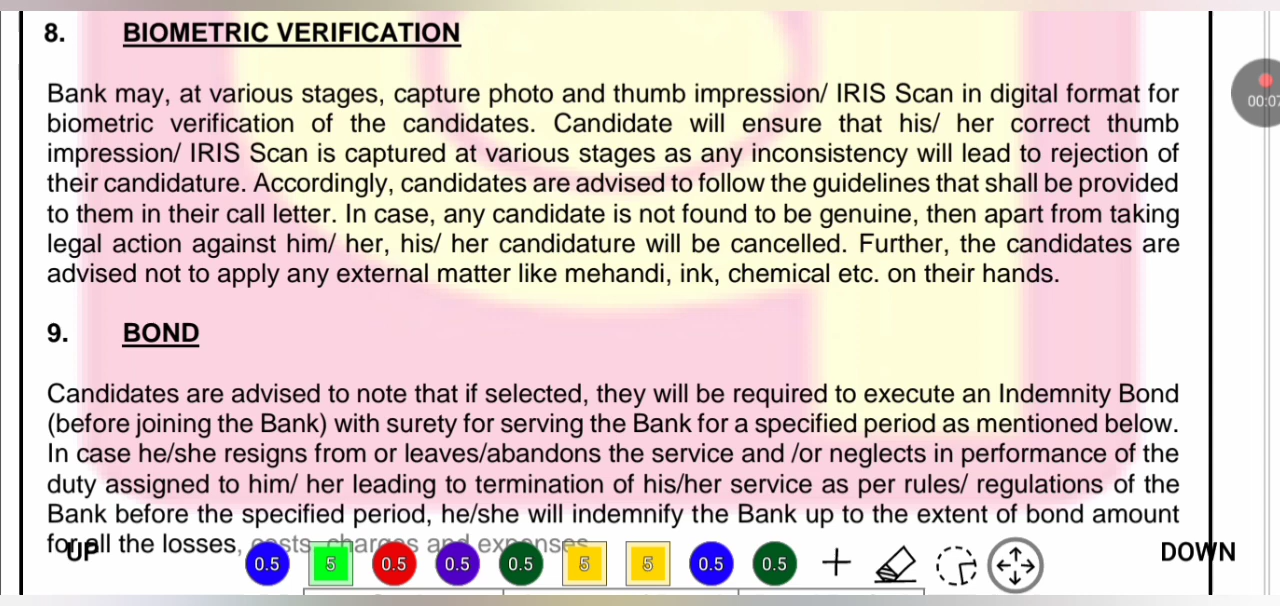 8. BIOMETRIC VERIFICATION
Bank may, at various stages, capture photo and thumb impression/ IRIS Scan in digital format for
biometric verification of the candidates. Candidate will ensure that his/ her correct thumb
impression/ IRIS Scan is captured at various stages as any inconsistency will lead to rejection of
their candidature. Accordingly, candidates are advised to follow the guidelines that shall be provided
to them in their call letter. In case, any candidate is not found to be genuine, then apart from taking
legal action against him/ her, his/ her candidature will be cancelled. Further, the candidates are
advised not to apply any external matter like mehandi, ink, chemical etc. on their hands.
9. BOND
Candidates are advised to note that if selected, they will be required to execute an Indemnity Bond
(before joining the Bank) with surety for serving the Bank for a specified period as mentioned below.
In case he/she resigns from or leaves/abandons the service and /or neglects in performance of the
duty assigned to him/ her leading to termination of his/her service as per rules/ regulations of the
Bank before the specified period, he/she will indemnify the Bank up to the extent of bond amount
for all the losses, costs, charges and expenses
UP
DOWN
0.5 5 0.5 0.5 0.5 5 5 0.5 0.5